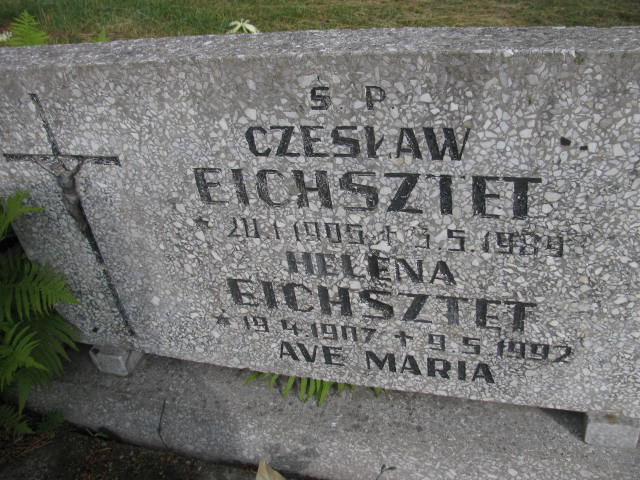 Ś P
CZESŁAW
EICHSZTET
* 20.1 1905 + 3.5 1989
HELENA
EICHSZTET
* 19.4 1907 + 9.5 1992
AVE MARIA